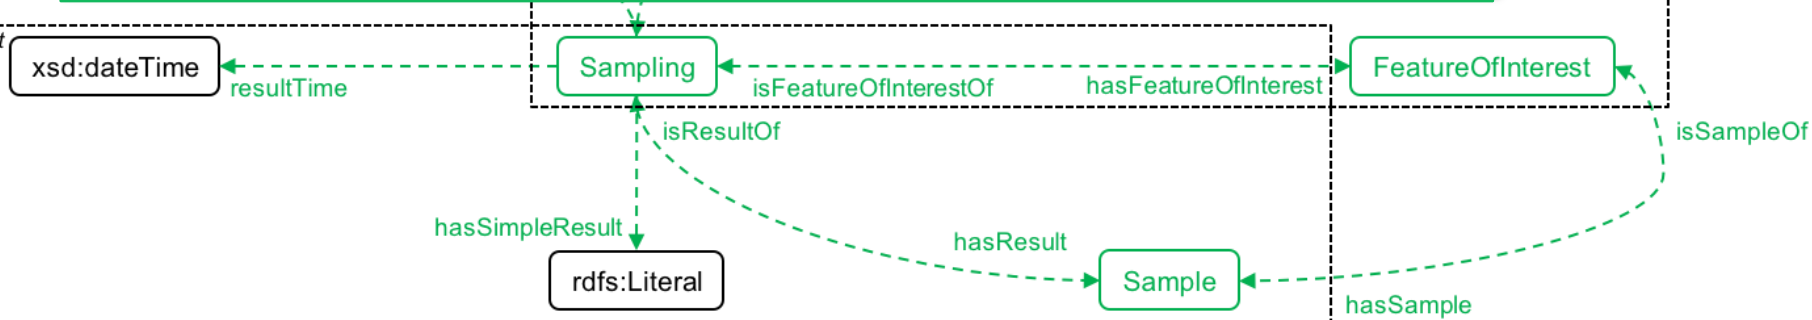 t
xsd:dateTime
Sampling
FeatureOfInterest
resultTime
isFeatureOfInterestOf
hasFeatureOfInterest
isResultOf
isSampleOf
hasSimpleResult
hasResult
rdfs:Literal
Sample
hasSample